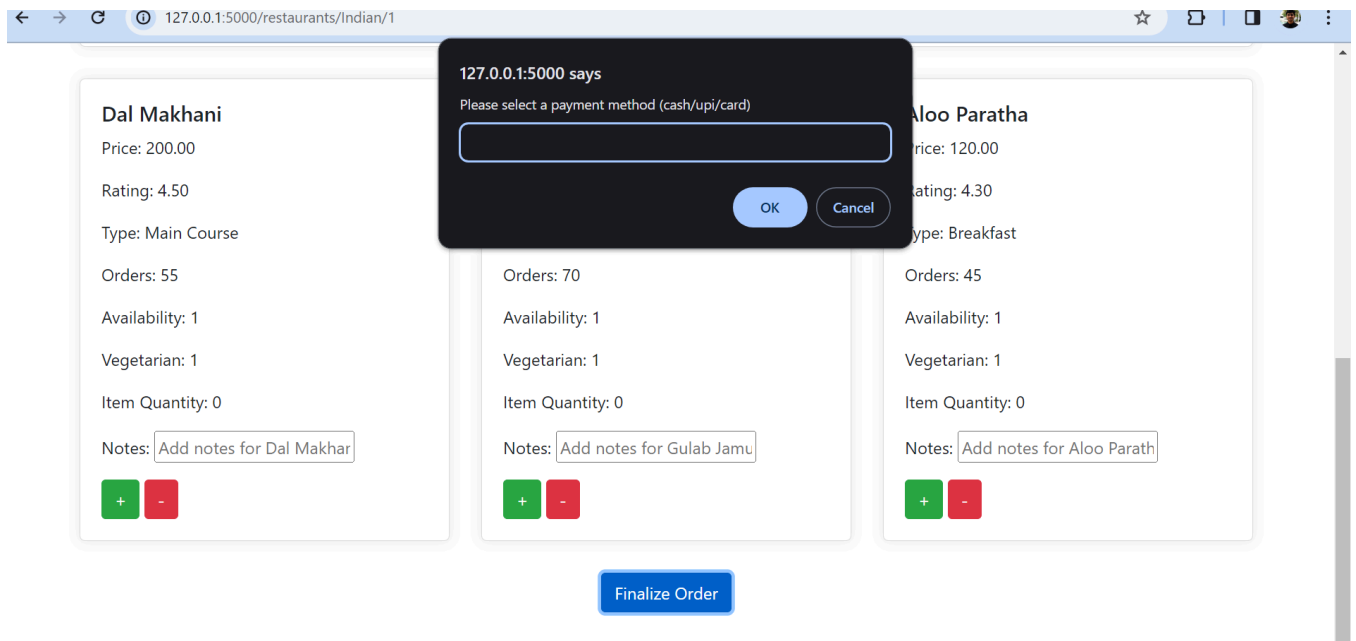 127.0.0.1:5000/restaurants/Indian/1
127.0.0.1:5000 says
Please select a payment method (cash/upi/card)
OK
Cancel
Dal Makhani
Price: 200.00
Rating: 4.50
Type: Main Course
Orders: 55
Availability: 1
Vegetarian: 1
Item Quantity: 0
Notes: Add notes for Dal Makhar
+ -
Orders: 70
Availability: 1
Vegetarian: 1
Item Quantity: 0
Notes: Add notes for Gulab Jamu
+ -
Aloo Paratha
Price: 120.00
Rating: 4.30
Type: Breakfast
Orders: 45
Availability: 1
Vegetarian: 1
Item Quantity: 0
Notes: Add notes for Aloo Parath
+ -
Finalize Order